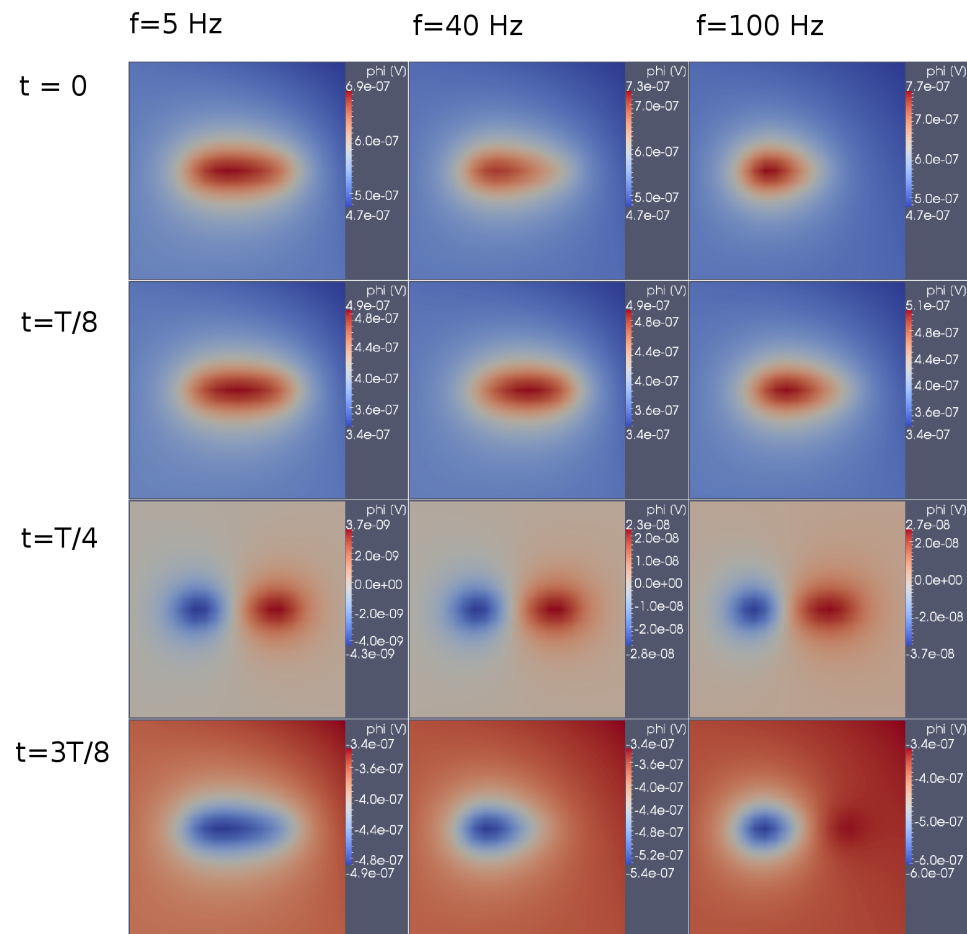 f=5 Hz f=40 Hz f=100 Hz
t = 0
phi (V) phi (V) phi (V)
6.9e-07 7.3e-07 7.7e-07
7.0e-07 7.0e-07
6.0e-07 6.0e-07 6.0e-07
5.0e-07 5.0e-07 5.0e-07
4.7e-07 4.7e-07 4.7e-07
t=T/8
phi (V) phi (V) phi (V)
4.9e-07 4.9e-07 5.1e-07
4.8e-07 4.8e-07 4.8e-07
4.4e-07 4.4e-07 4.4e-07
4.0e-07 4.0e-07 4.0e-07
3.6e-07 3.6e-07 3.6e-07
3.4e-07 3.4e-07 3.4e-07
t=T/4
phi (V) phi (V) phi (V)
3.7e-09 2.3e-08 2.7e-08
2.0e-09 2.0e-08 2.0e-08
1.0e-08
0.0e+00 0.0e+00 0.0e+00
-2.0e-09 -1.0e-08 -2.0e-08
-4.0e-09 -2.0e-08
-4.3e-09 -2.8e-08 -3.7e-08
t=3T/8
phi (V) phi (V) phi (V)
-3.4e-07 -3.4e-07 -3.4e-07
-3.6e-07 -3.6e-07 -4.0e-07
-4.0e-07 -4.0e-07
-4.4e-07 -4.4e-07 -5.0e-07
-4.8e-07 -4.8e-07
-5.2e-07 -6.0e-07
-4.9e-07 -5.4e-07 -6.0e-07